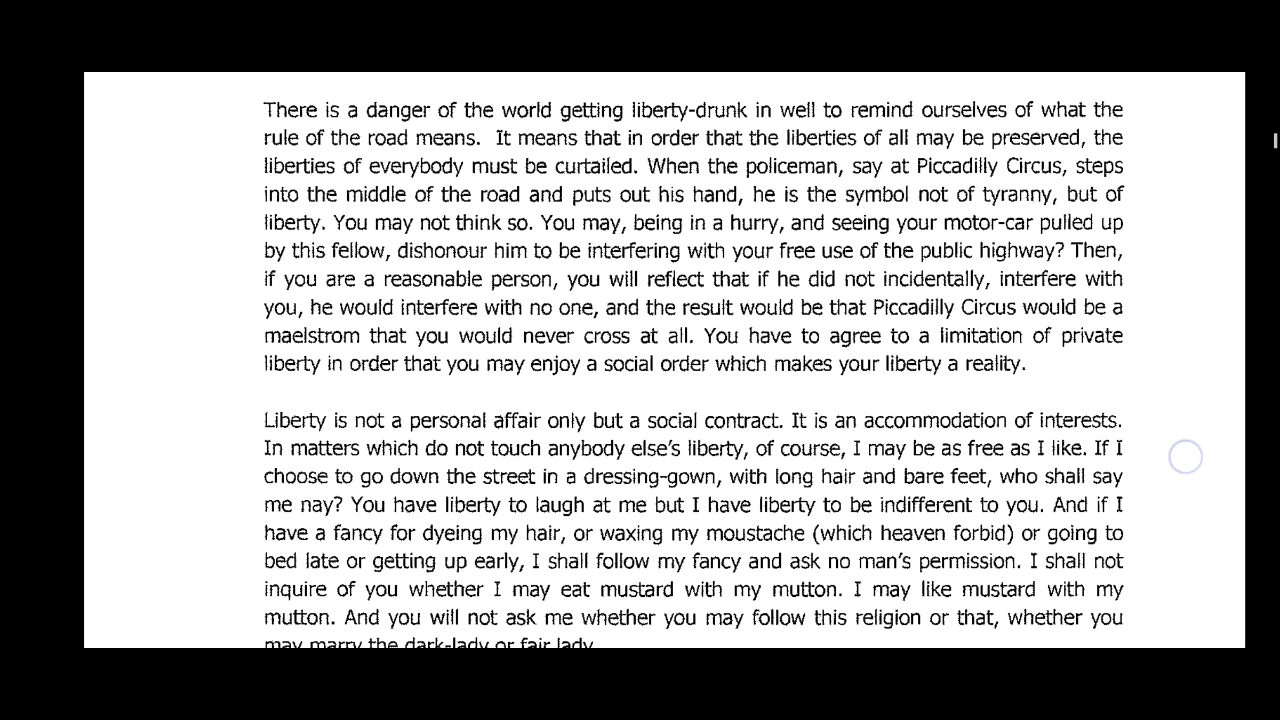 There is a danger of the world getting liberty-drunk in well to remind ourselves of what the
rule of the road means.  It means that in order that the liberties of all may be preserved, the
liberties of everybody must be curtailed. When the policeman, say at Piccadilly Circus, steps
into the middle of the road and puts out his hand, he is the symbol not of tyranny, but of
liberty. You may not think so. You may, being in a hurry, and seeing your motor-car pulled up
by this fellow, dishonour him to be interfering with your free use of the public highway? Then,
if you are a reasonable person, you will reflect that if he did not incidentally, interfere with
you, he would interfere with no one, and the result would be that Piccadilly Circus would be a
maelstrom that you would never cross at all. You have to agree to a limitation of private
liberty in order that you may enjoy a social order which makes your liberty a reality.
Liberty is not a personal affair only but a social contract. It is an accommodation of interests.
In matters which do not touch anybody else's liberty, of course, I may be as free as I like. If I
choose to go down the street in a dressing-gown, with long hair and bare feet, who shall say
me nay? You have liberty to laugh at me but I have liberty to be indifferent to you. And if I
have a fancy for dyeing my hair, or waxing my moustache (which heaven forbid) or going to
bed late or getting up early, I shall follow my fancy and ask no man's permission. I shall not
inquire of you whether I may eat mustard with my mutton. I may like mustard with my
mutton. And you will not ask me whether you may follow this religion or that, whether you
may marry the dark-lady or fair lady.